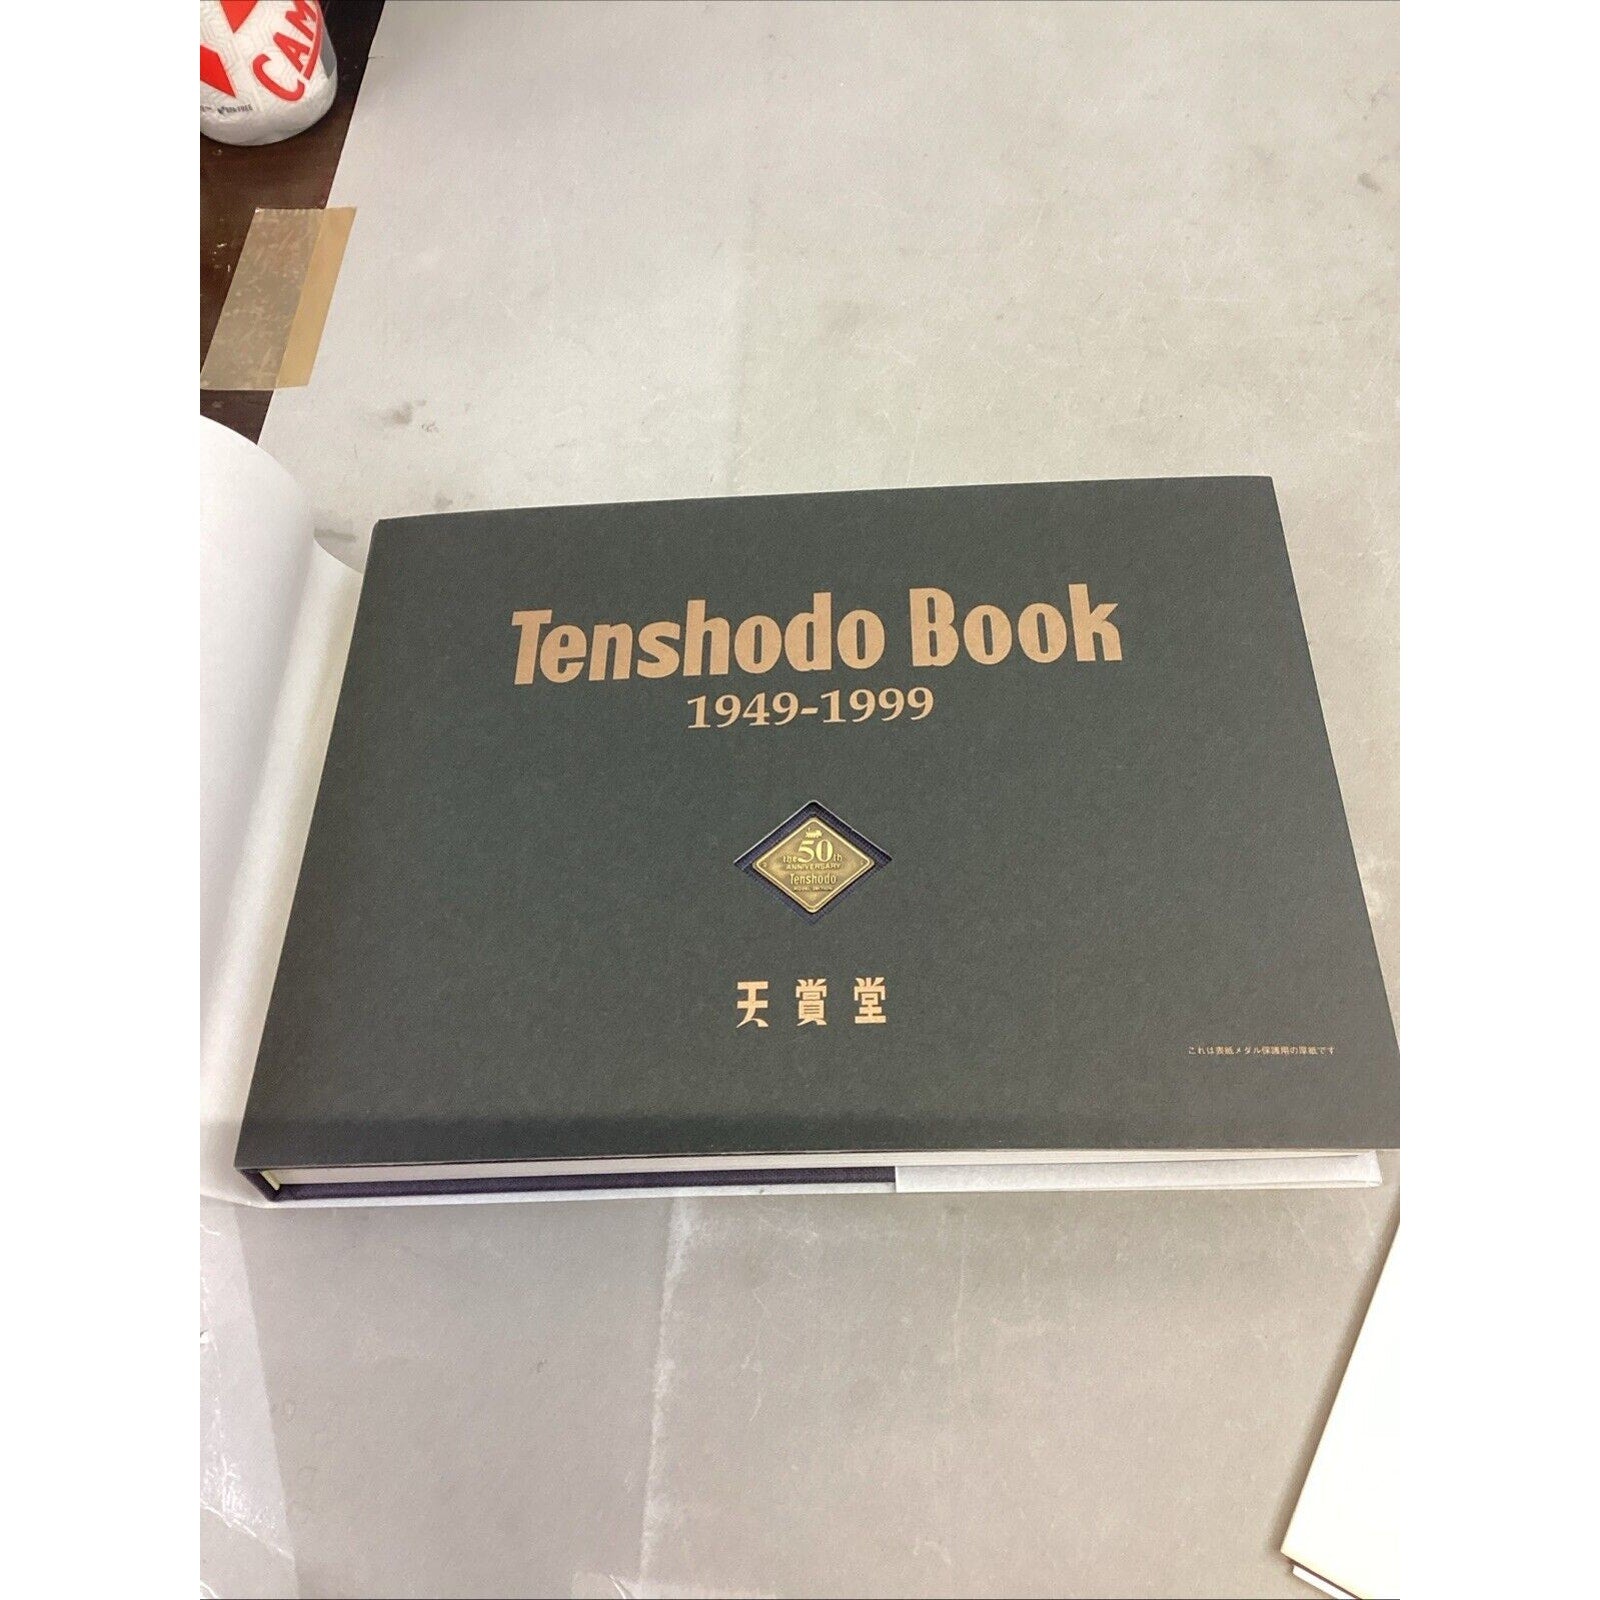 CAM
Tenshodo Book
1949-1999
the 50th
ANNIVERSARY
Tenshodo
天賞堂
これは表紙メダル保護用の厚紙です